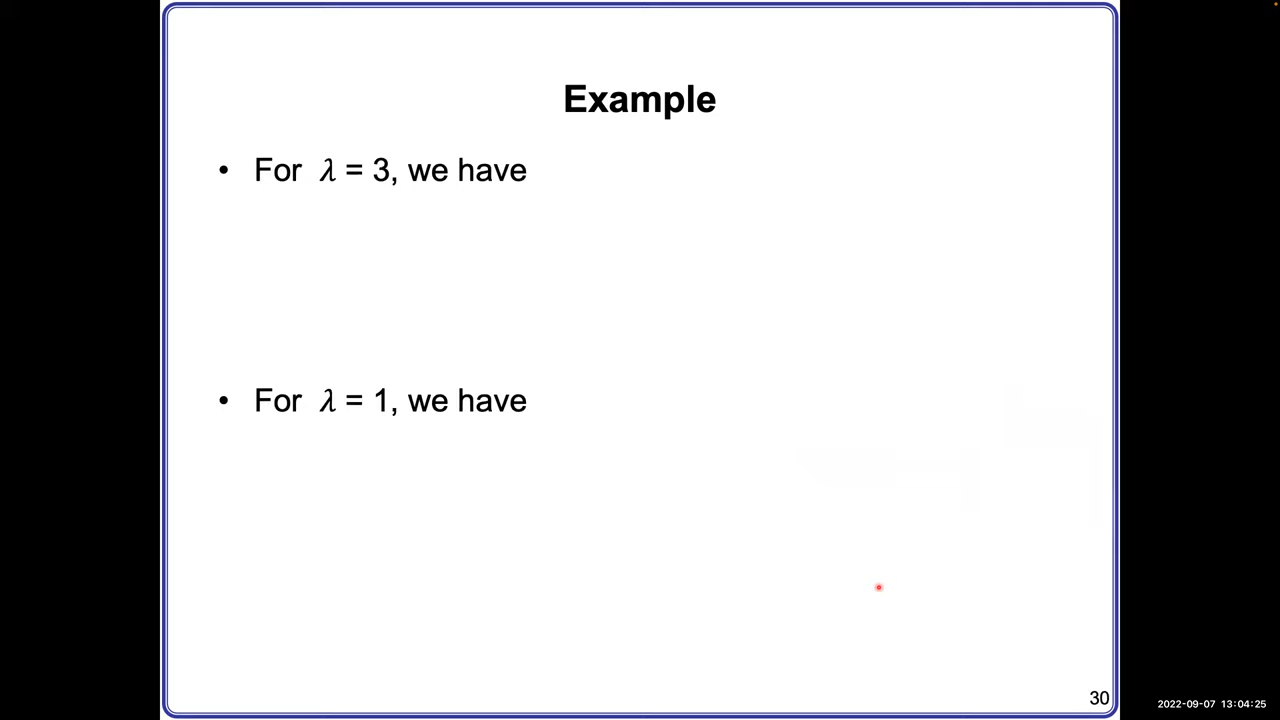 Example
• For λ = 3, we have
• For λ = 1, we have
30
2022-09-07 13:04:25